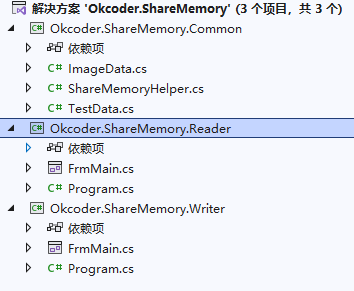 解决方案 'Okcoder.ShareMemory' (3 个项目，共 3 个)
Okcoder.ShareMemory.Common
依赖项
C# ImageData.cs
C# ShareMemoryHelper.cs
C# TestData.cs
C# Okcoder.ShareMemory.Reader
依赖项
FrmMain.cs
C# Program.cs
C# Okcoder.ShareMemory.Writer
依赖项
FrmMain.cs
C# Program.cs